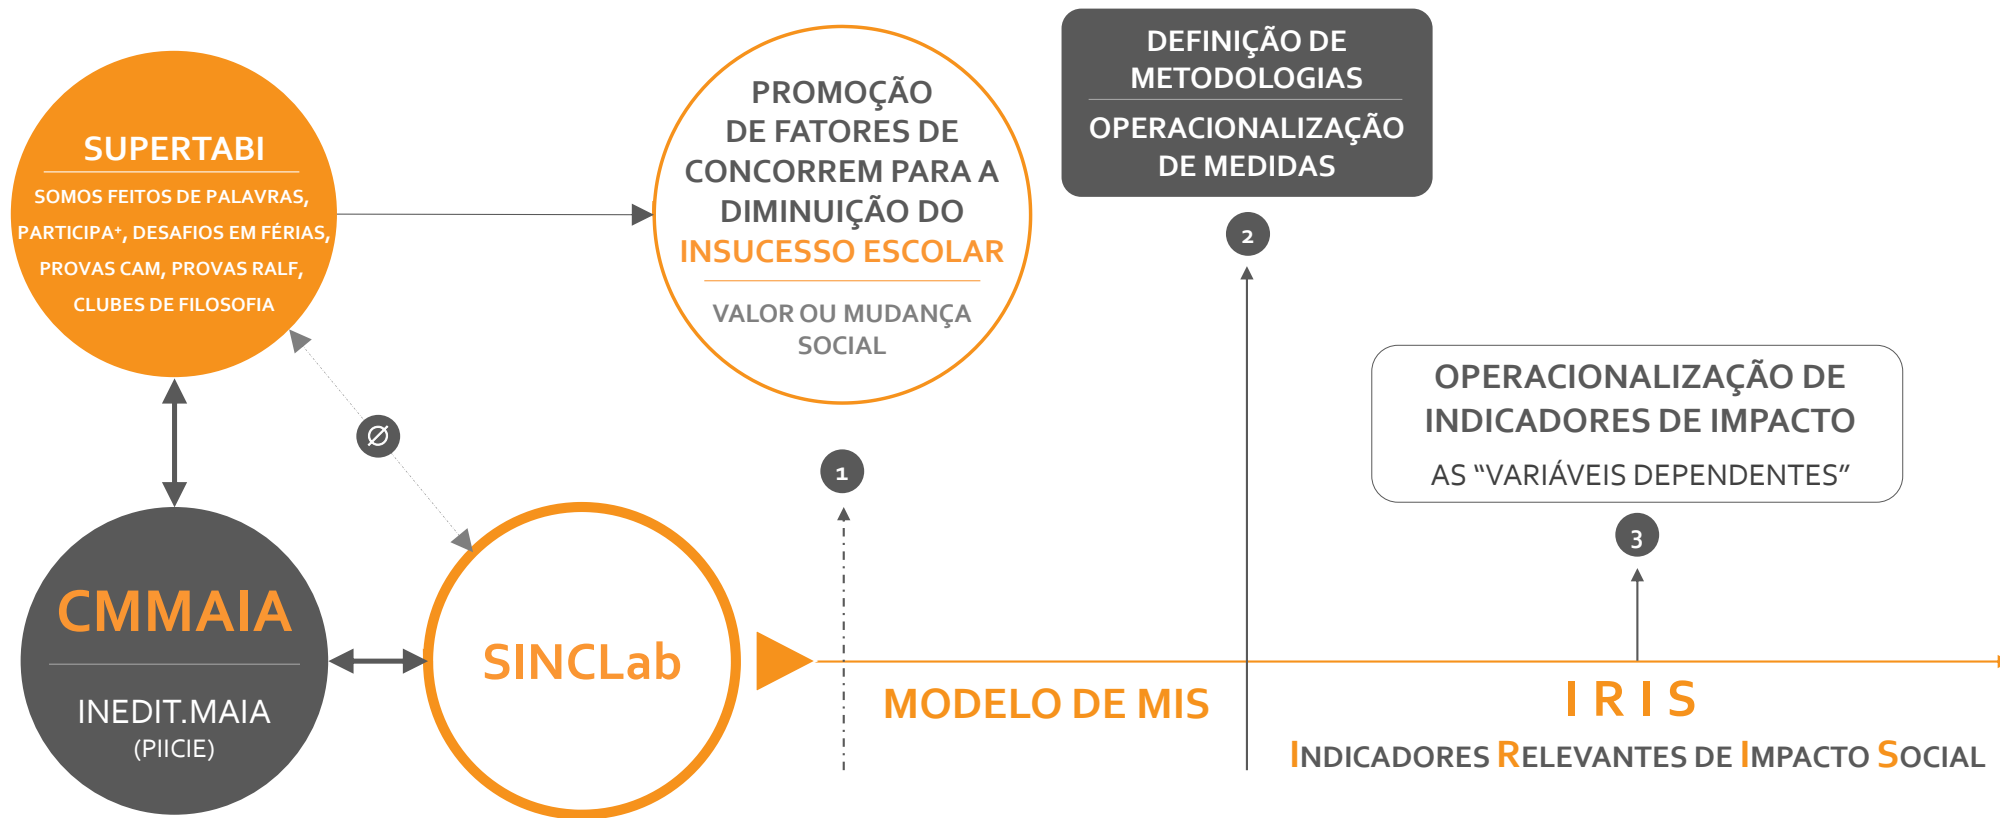 SUPERTABI
SOMOS FEITOS DE PALAVRAS,
PARTICIPA⁺, DESAFIOS EM FÉRIAS,
PROVAS CAM, PROVAS RALF,
CLUBES DE FILOSOFIA
PROMOÇÃO
DE FATORES DE
CONCORREM PARA A
DIMINUIÇÃO DO
INSUCESSO ESCOLAR
VALOR OU MUDANÇA
SOCIAL
DEFINIÇÃO DE
METODOLOGIAS
OPERACIONALIZAÇÃO
DE MEDIDAS
2
OPERACIONALIZAÇÃO DE
INDICADORES DE IMPACTO
AS “VARIÁVEIS DEPENDENTES”
Ø
1
3
CMMAIA
INEDIT.MAIA
(PIICIE)
SINCLab
MODELO DE MIS
I R I S
INDICADORES RELEVANTES DE IMPACTO SOCIAL